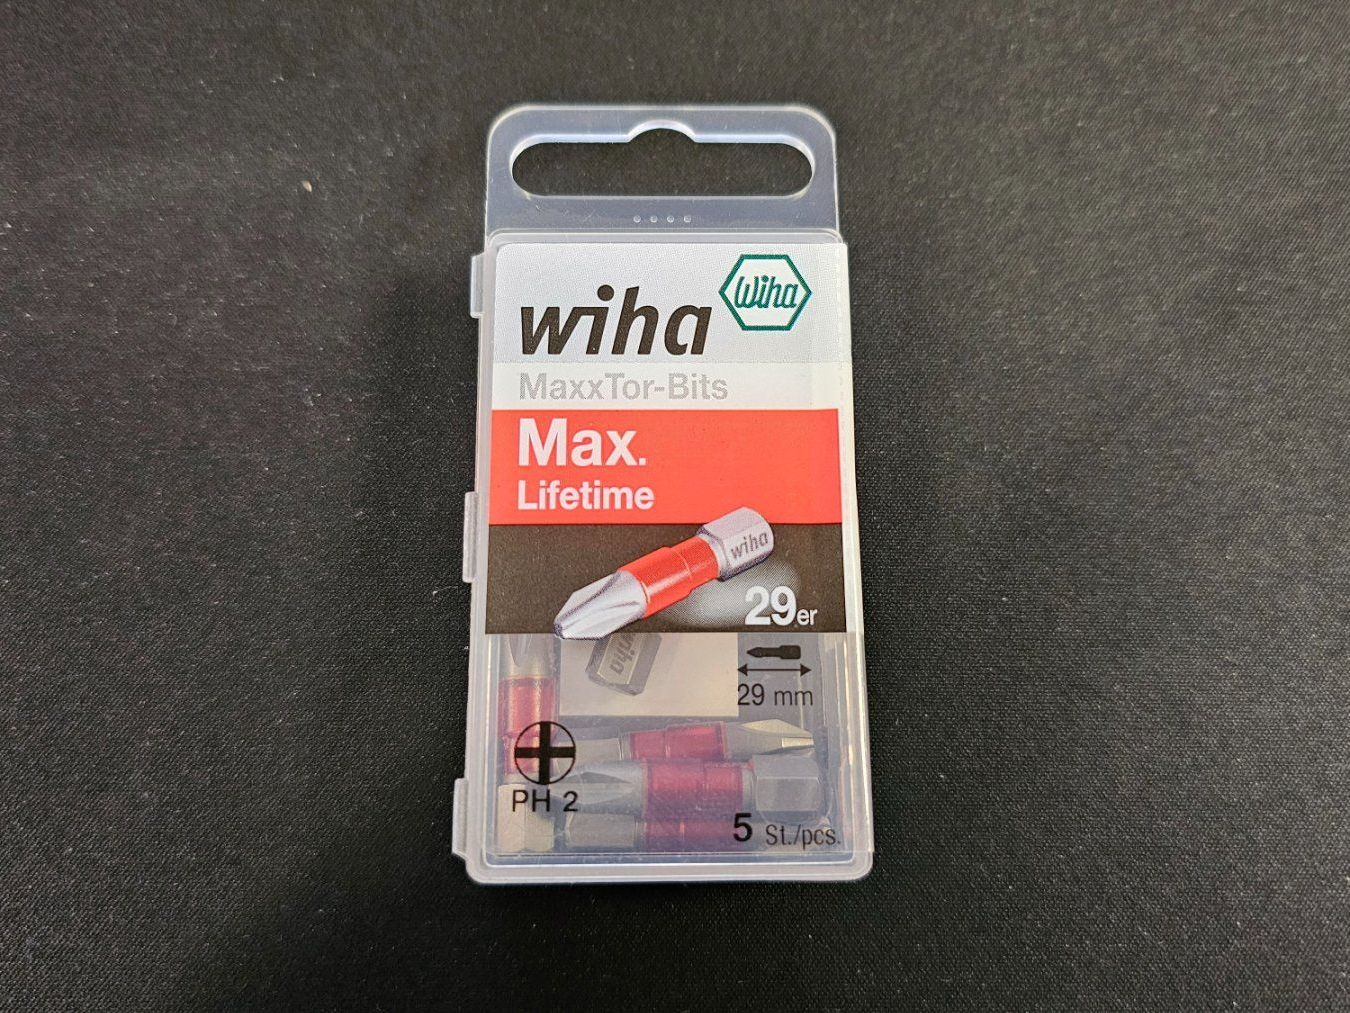 wiha
Wiha
MaxxTor-Bits
Max.
Lifetime
wiha
29er
wiha
29 mm
PH 2
5 St./pcs.